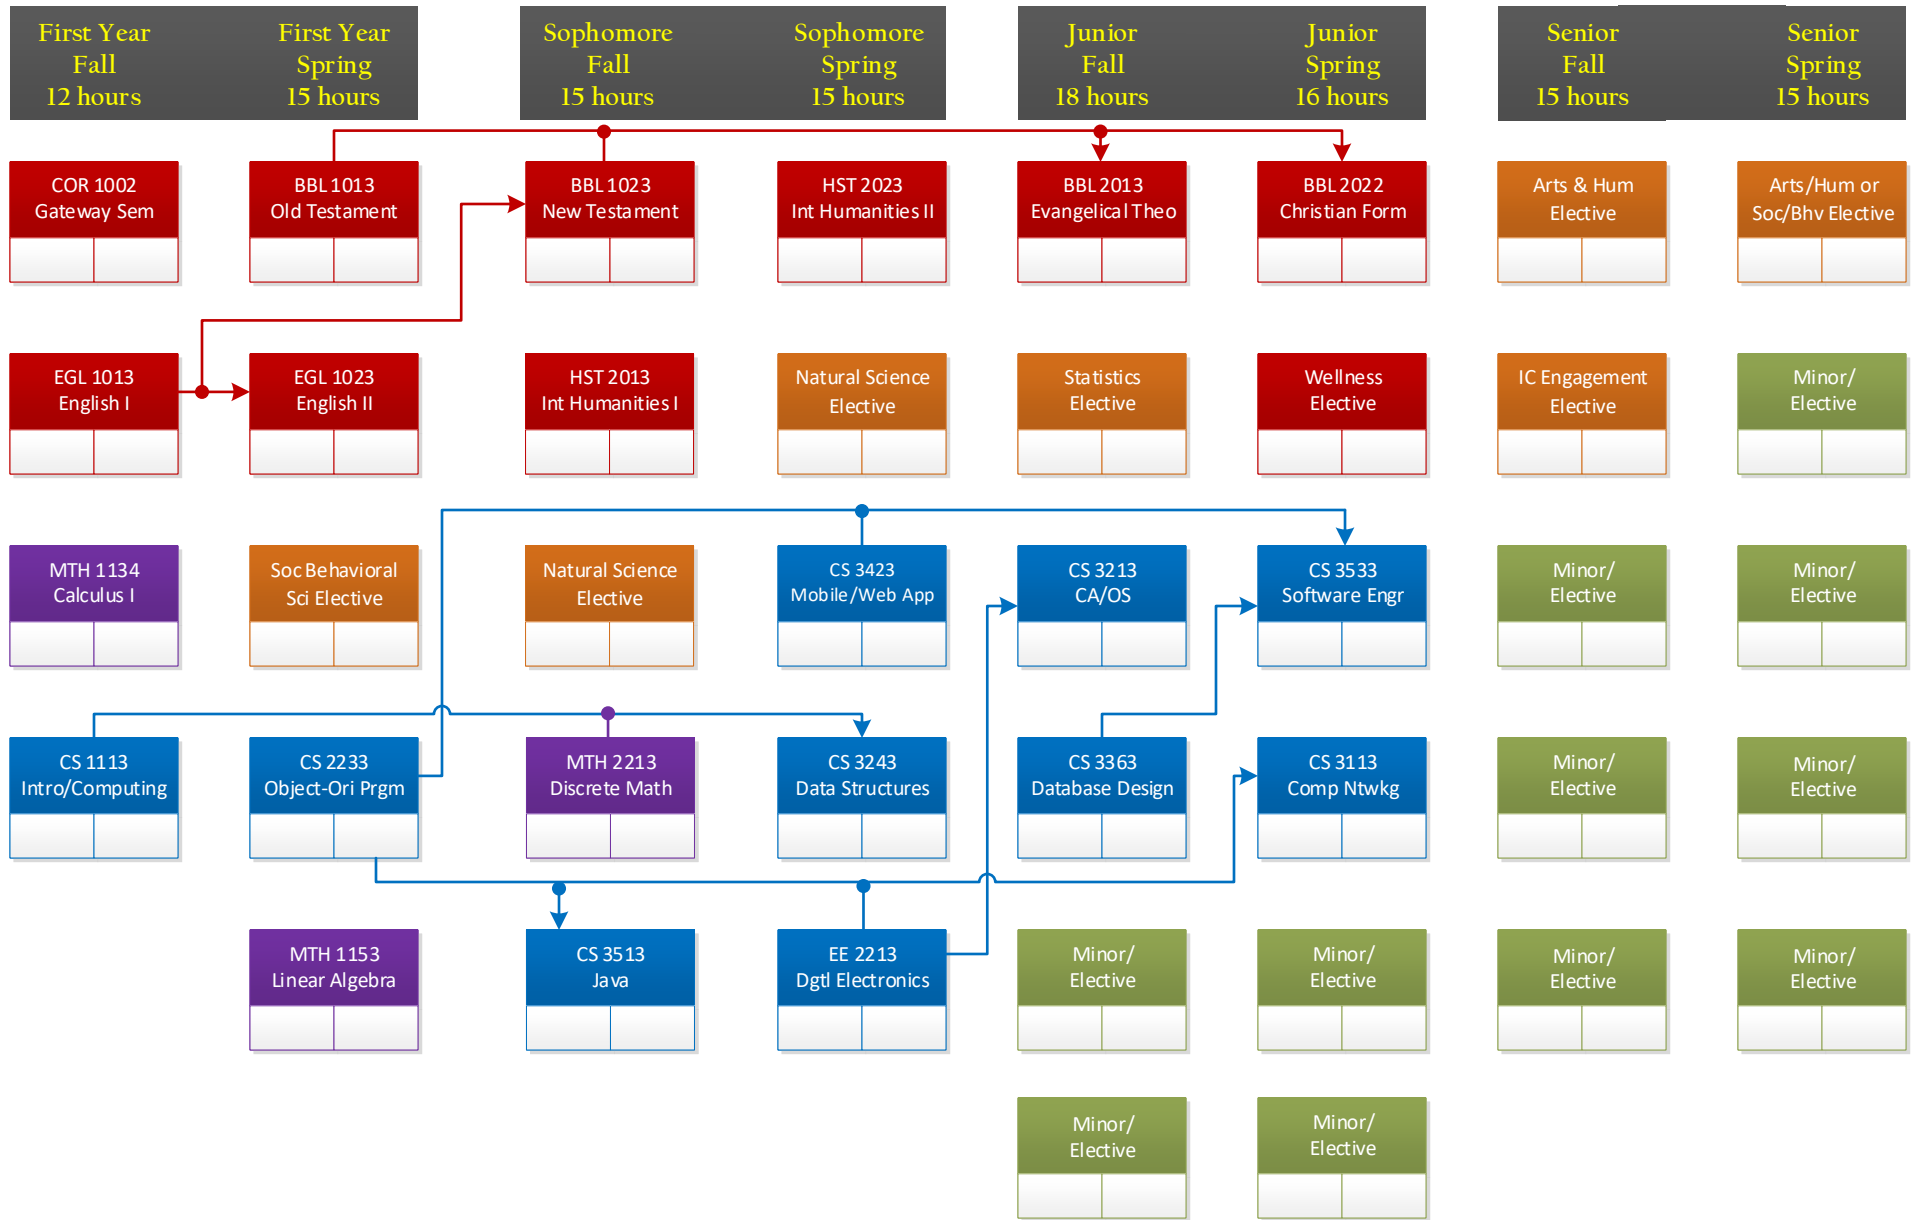 First Year
Fall
12 hours
First Year
Spring
15 hours
Sophomore
Fall
15 hours
Sophomore
Spring
15 hours
Junior
Fall
18 hours
Junior
Spring
16 hours
Senior
Fall
15 hours
Senior
Spring
15 hours
COR 1002
Gateway Sem
BBL 1013
Old Testament
BBL 1023
New Testament
HST 2023
Int Humanities II
BBL 2013
Evangelical Theo
BBL 2022
Christian Form
Arts & Hum
Elective
Arts/Hum or
Soc/Bhv Elective
EGL 1013
English I
EGL 1023
English II
HST 2013
Int Humanities I
Natural Science
Elective
Statistics
Elective
Wellness
Elective
IC Engagement
Elective
Minor/
Elective
MTH 1134
Calculus I
Soc Behavioral
Sci Elective
Natural Science
Elective
CS 3423
Mobile/Web App
CS 3213
CA/OS
CS 3533
Software Engr
Minor/
Elective
Minor/
Elective
CS 1113
Intro/Computing
CS 2233
Object-Ori Prgm
MTH 2213
Discrete Math
CS 3243
Data Structures
CS 3363
Database Design
CS 3113
Comp Ntwkg
Minor/
Elective
Minor/
Elective
MTH 1153
Linear Algebra
CS 3513
Java
EE 2213
Dgtl Electronics
Minor/
Elective
Minor/
Elective
Minor/
Elective
Minor/
Elective
Minor/
Elective
Minor/
Elective